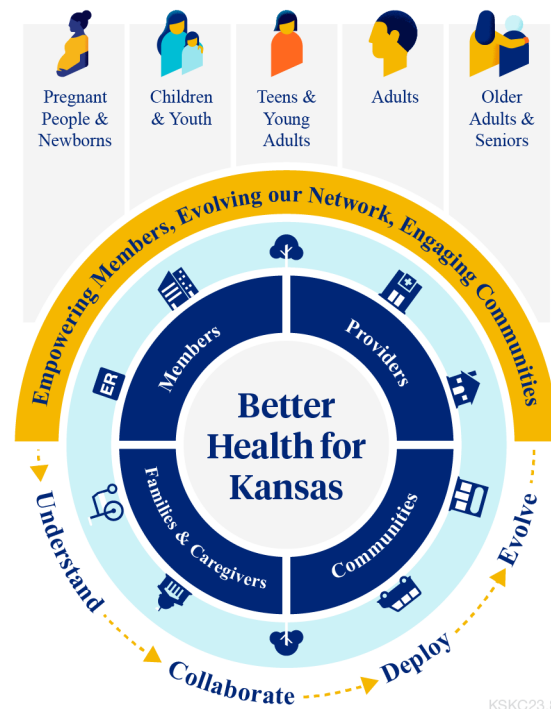 Pregnant
People &
Newborns
Children
& Youth
Teens &
Young
Adults
Adults
Older
Adults &
Seniors
Empowering Members, Evolving our Network, Engaging Communities
Members
Providers
ER
Better
Health for
Kansas
Families & Caregivers
Communities
Understand
Collaborate
Deploy
Evolve